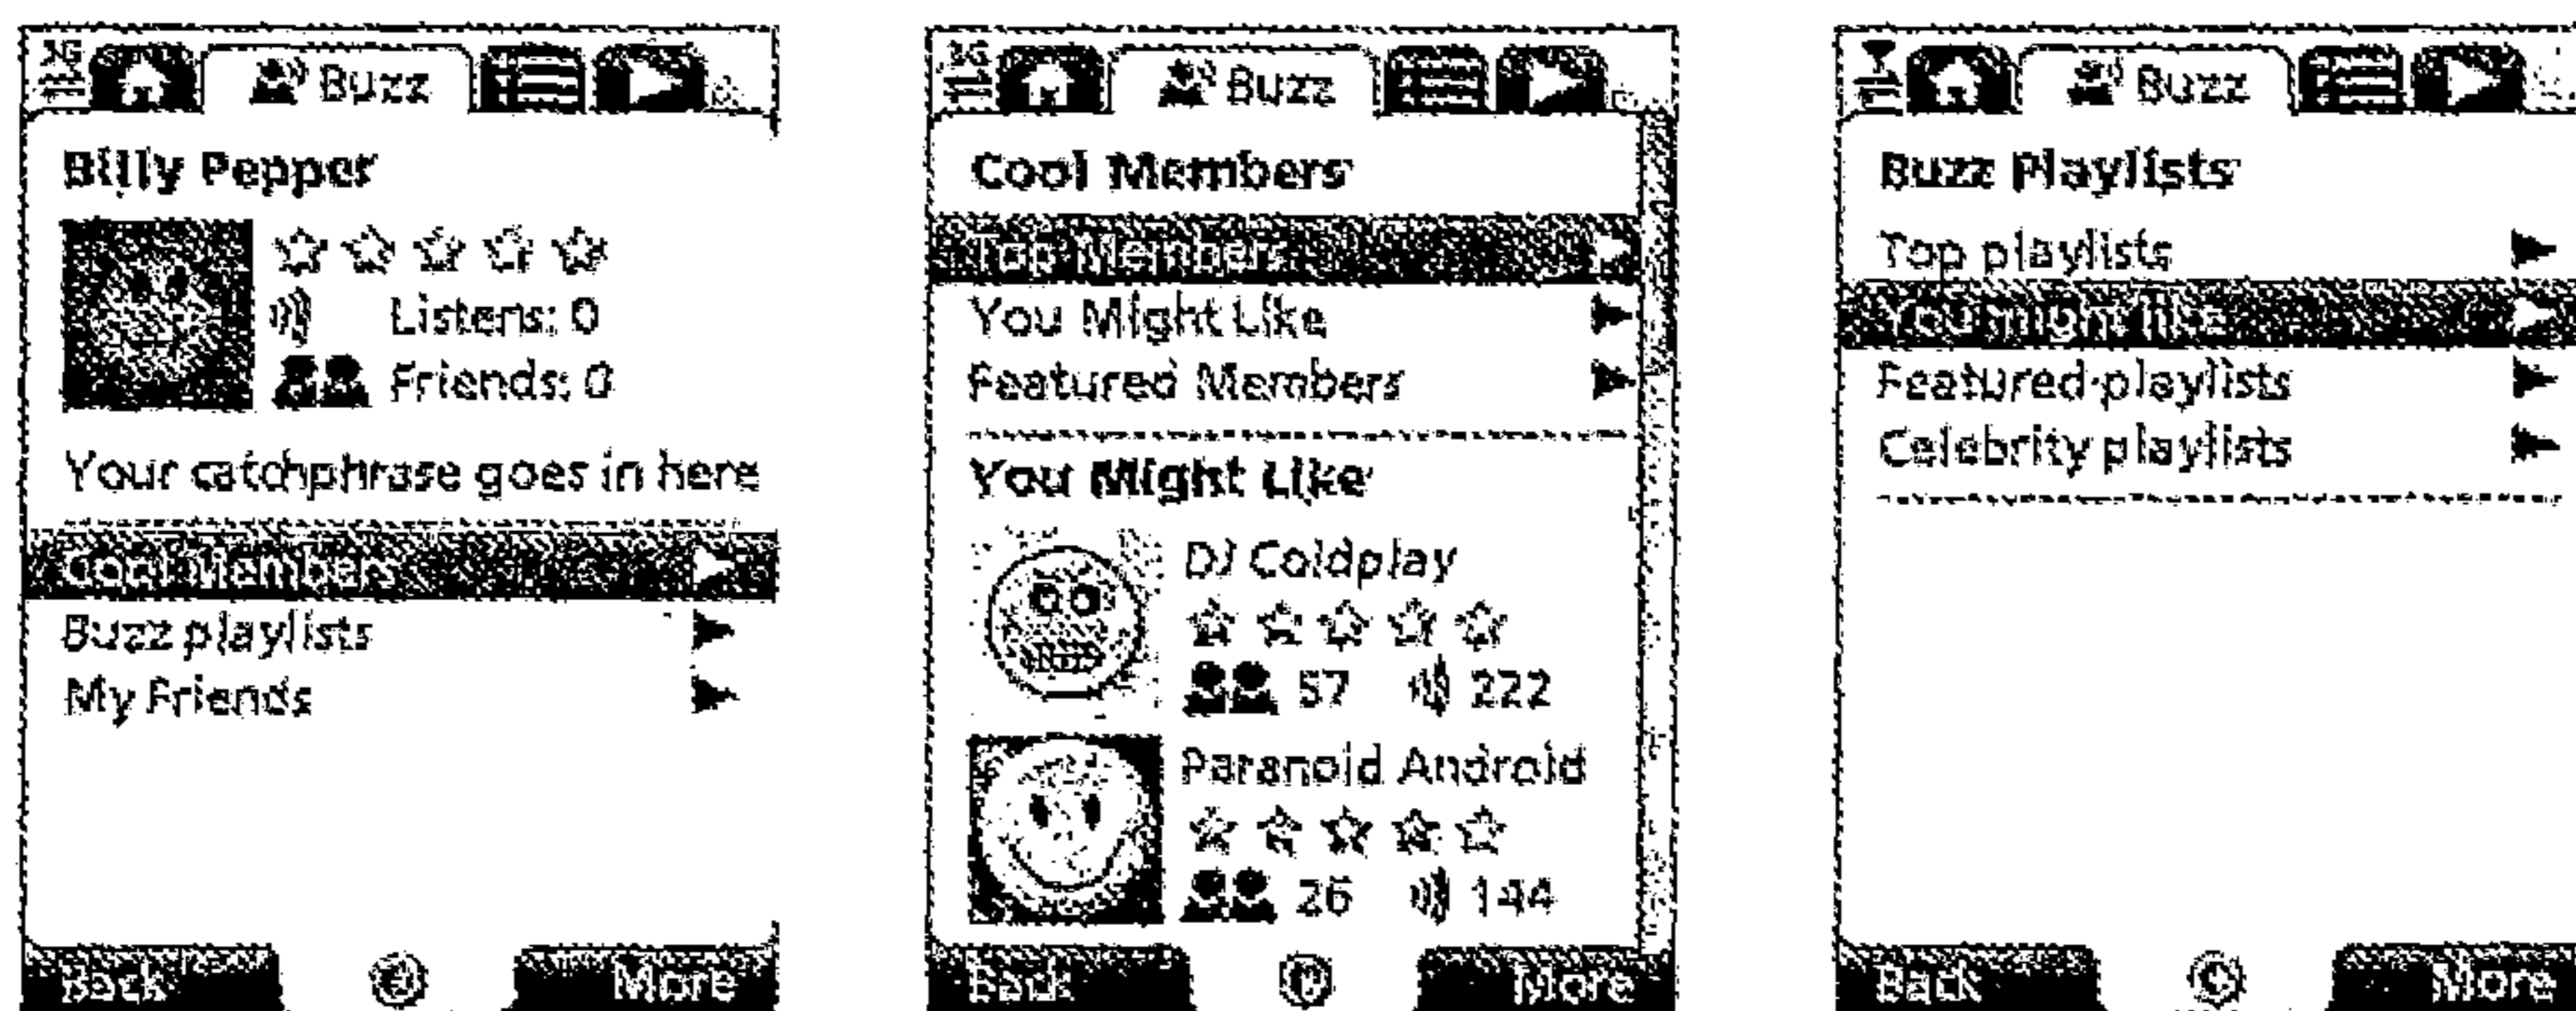 3G
Buzz
Billy Pepper
Listens: 0
Friends: 0
Your catchphrase goes in here
Cool Members
Buzz playlists
My Friends
Back
More
3G
Buzz
Cool Members
Top Members
You Might Like
Featured Members
You Might Like
DJ Coldplay
57 222
Paranoid Android
26 144
Back
More
Buzz
Buzz Playlists
Top playlists
You might like
Featured playlists
Celebrity playlists
Back
More